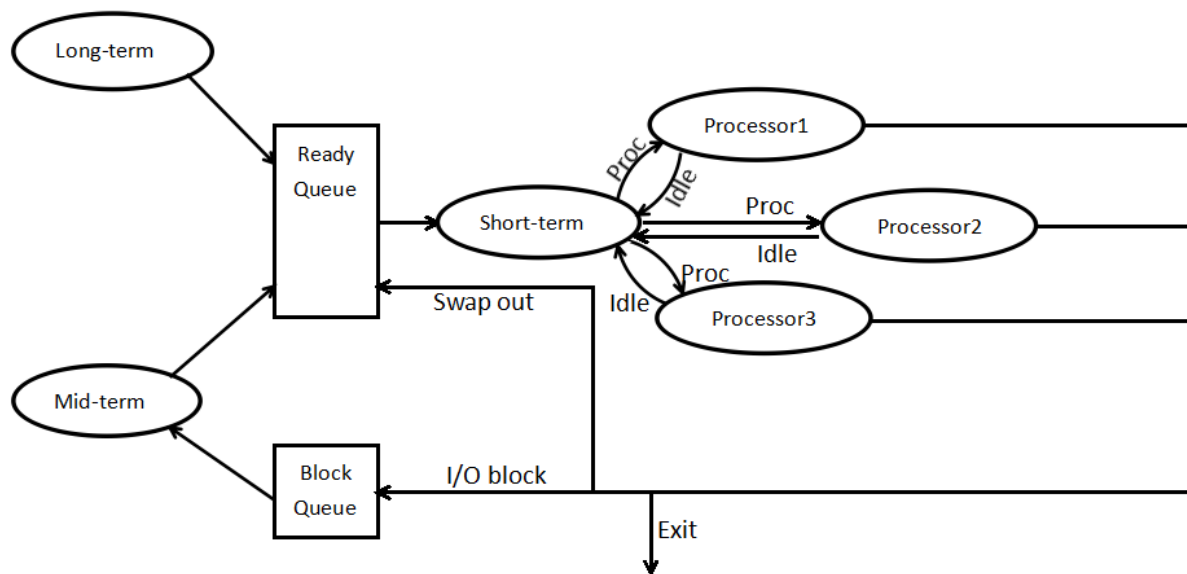 Long-term
Ready
Queue
Processor1
Proc
Idle
Short-term
Proc
Idle
Processor2
Proc
Idle
Processor3
Swap out
Mid-term
Block
Queue
I/O block
Exit